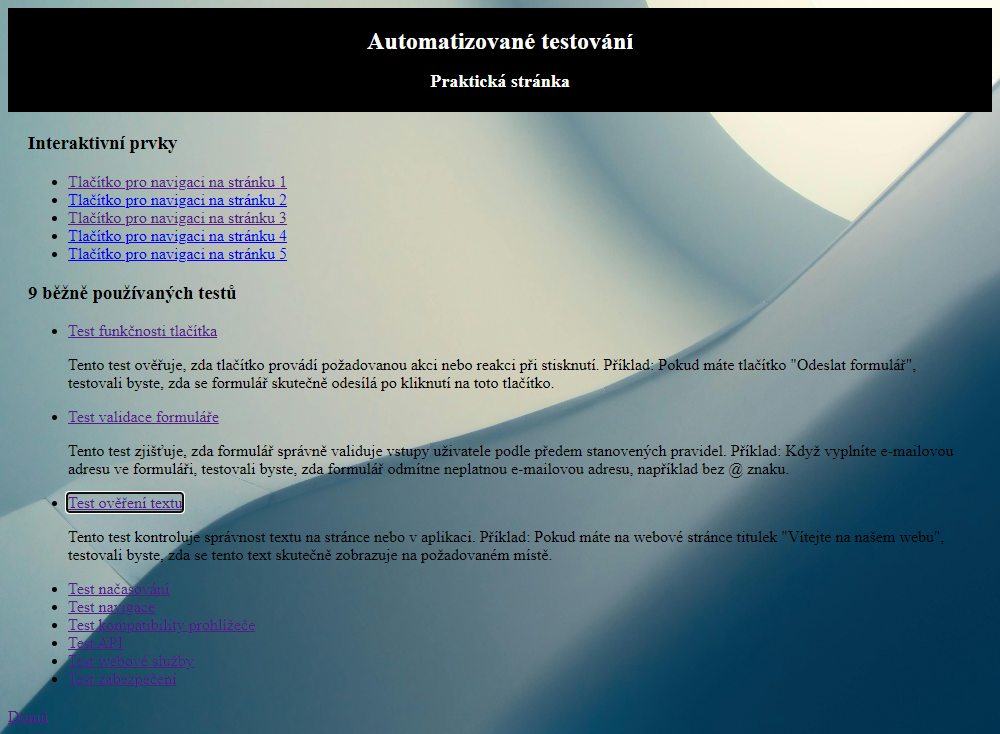 Automatizované testování
Praktická stránka
Interaktivní prvky
Tlačítko pro navigaci na stránku 1
Tlačítko pro navigaci na stránku 2
Tlačítko pro navigaci na stránku 3
Tlačítko pro navigaci na stránku 4
Tlačítko pro navigaci na stránku 5
9 běžně používaných testů
Test funkčnosti tlačítka
Tento test ověřuje, zda tlačítko provádí požadovanou akci nebo reakci při stisknutí. Příklad: Pokud máte tlačítko "Odeslat formulář",
testovali byste, zda se formulář skutečně odesílá po kliknutí na toto tlačítko.
Test validace formuláře
Tento test zjišťuje, zda formulář správně validuje vstupy uživatele podle předem stanovených pravidel. Příklad: Když vyplníte e-mailovou
adresu ve formuláři, testovali byste, zda formulář odmítne neplatnou e-mailovou adresu, například bez @ znaku.
Test ověření textu
Tento test kontroluje správnost textu na stránce nebo v aplikaci. Příklad: Pokud máte na webové stránce titulek "Vítejte na našem webu",
testovali byste, zda se tento text skutečně zobrazuje na požadovaném místě.
Test načasování
Test navigace
Test kompatibility prohlížeče
Test API
Test webové služby
Test zabezpečení
Domů